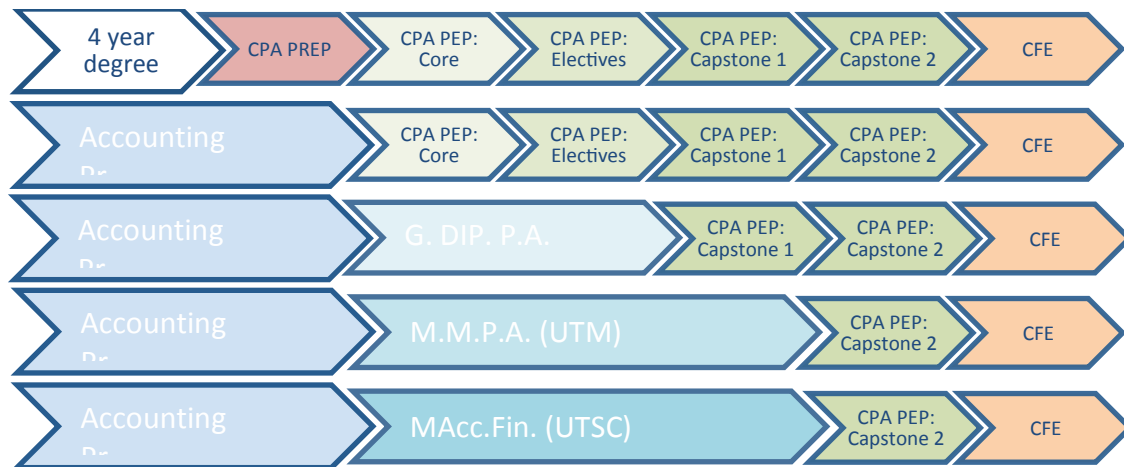 4 year
degree
CPA PREP
CPA PEP:
Core
CPA PEP:
Electives
CPA PEP:
Capstone 1
CPA PEP:
Capstone 2
CFE
Accounting
CPA PEP:
Core
CPA PEP:
Electives
CPA PEP:
Capstone 1
CPA PEP:
Capstone 2
CFE
Accounting
G. DIP. P.A.
CPA PEP:
Capstone 1
CPA PEP:
Capstone 2
CFE
Accounting
M.M.P.A. (UTM)
CPA PEP:
Capstone 2
CFE
Accounting
MAcc.Fin. (UTSC)
CPA PEP:
Capstone 2
CFE